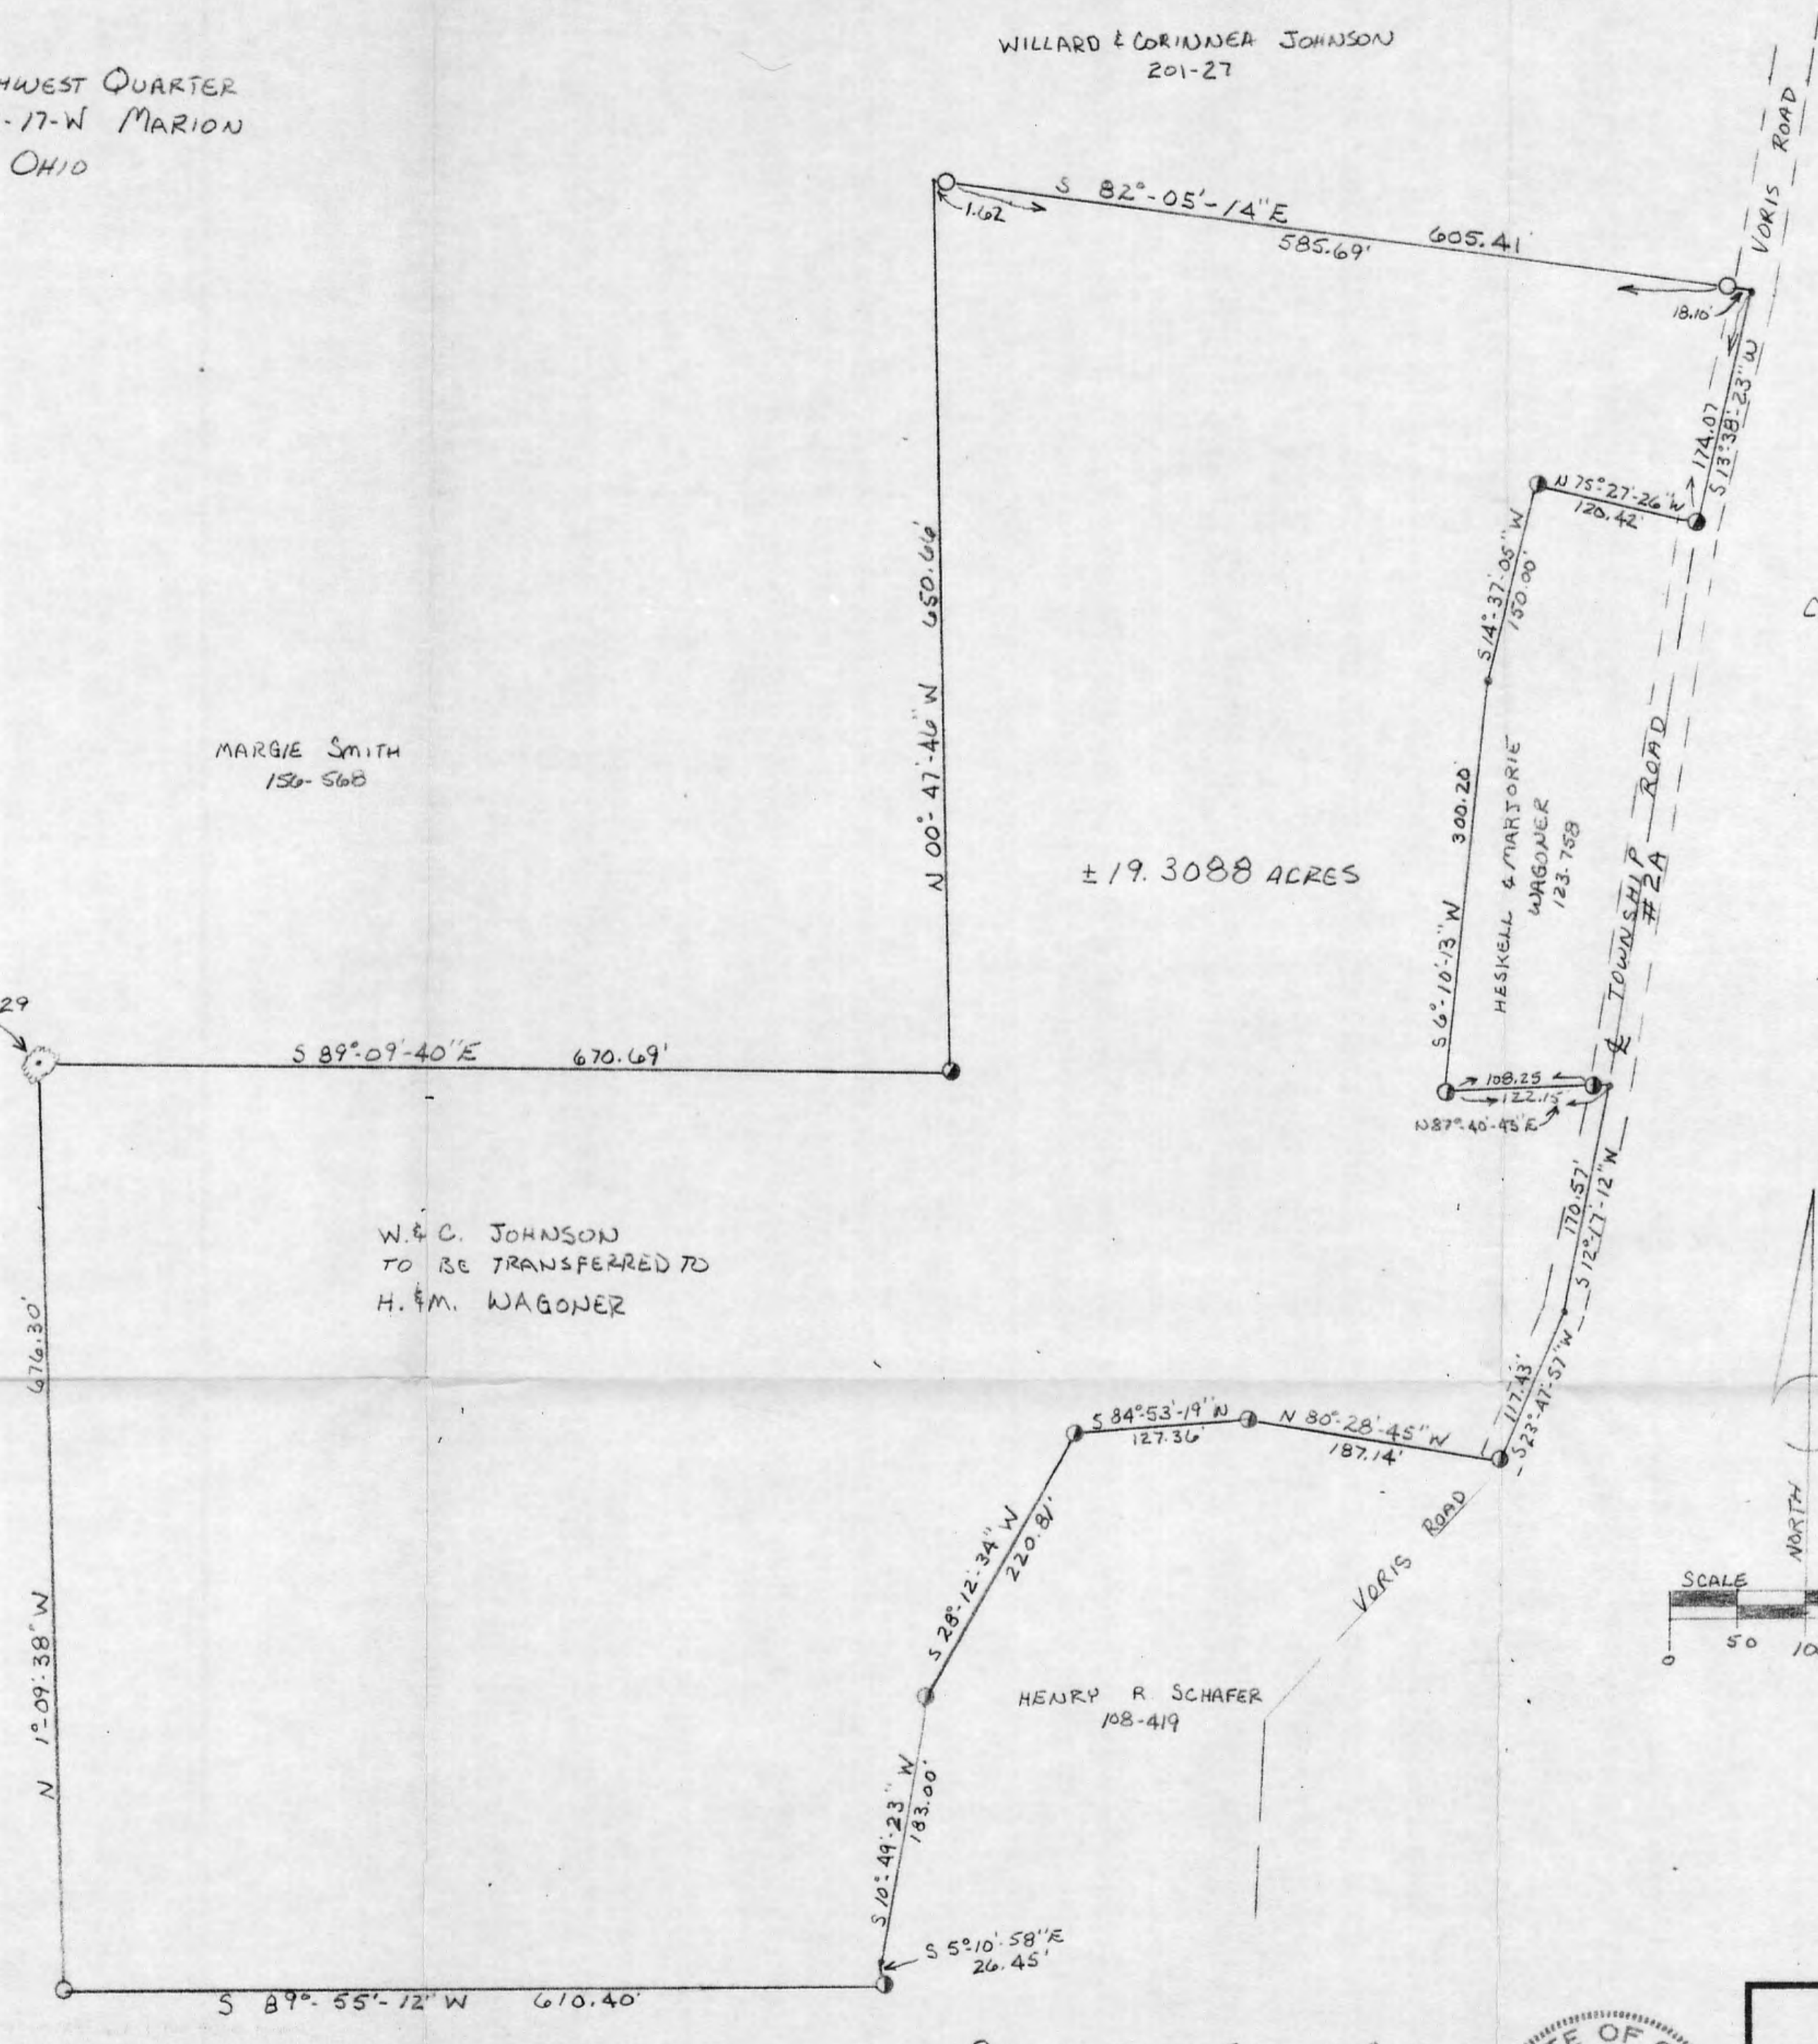 WILLARD & CORINNEA JOHNSON
201-27
HWEST QUARTER
-17-W MARION
OHIO
VORIS ROAD
S 82°-05'-14"E
1.62
585.69'
605.41'
18.10'
174.07
S 13°-38'-23" W
N 75°-27'-26" W
120.42'
S 14°-37'-05" W
150.00'
N 00°-47'-46" W 650.66'
MARGIE SMITH
156-568
300.20'
S 6°-10'-13" W
HESKELL & MARJORIE
WAGONER
123-758
± 19.3088 ACRES
℄ TOWNSHIP ROAD
#2A
29
S 89°-09'-40"E 670.69'
108.25
122.15'
N 87°-40'-43"E
170.57'
S 12°-17'-12" W
W. & C. JOHNSON
TO BE TRANSFERRED TO
H. & M. WAGONER
676.30'
N 1°-09'-38" W
117.43'
S 23°-47'-57" W
S 84°-53'-19" W
127.36'
N 80°-28'-45" W
187.14'
S 28°-12'-34" W
220.81'
VORIS ROAD
NORTH
SCALE
0 50 10
HENRY R SCHAFER
108-419
S 10°-49'-23" W
183.00'
S 5°-10'-58"E
26.45'
S 89°-55'-12" W 610.40'
E OF